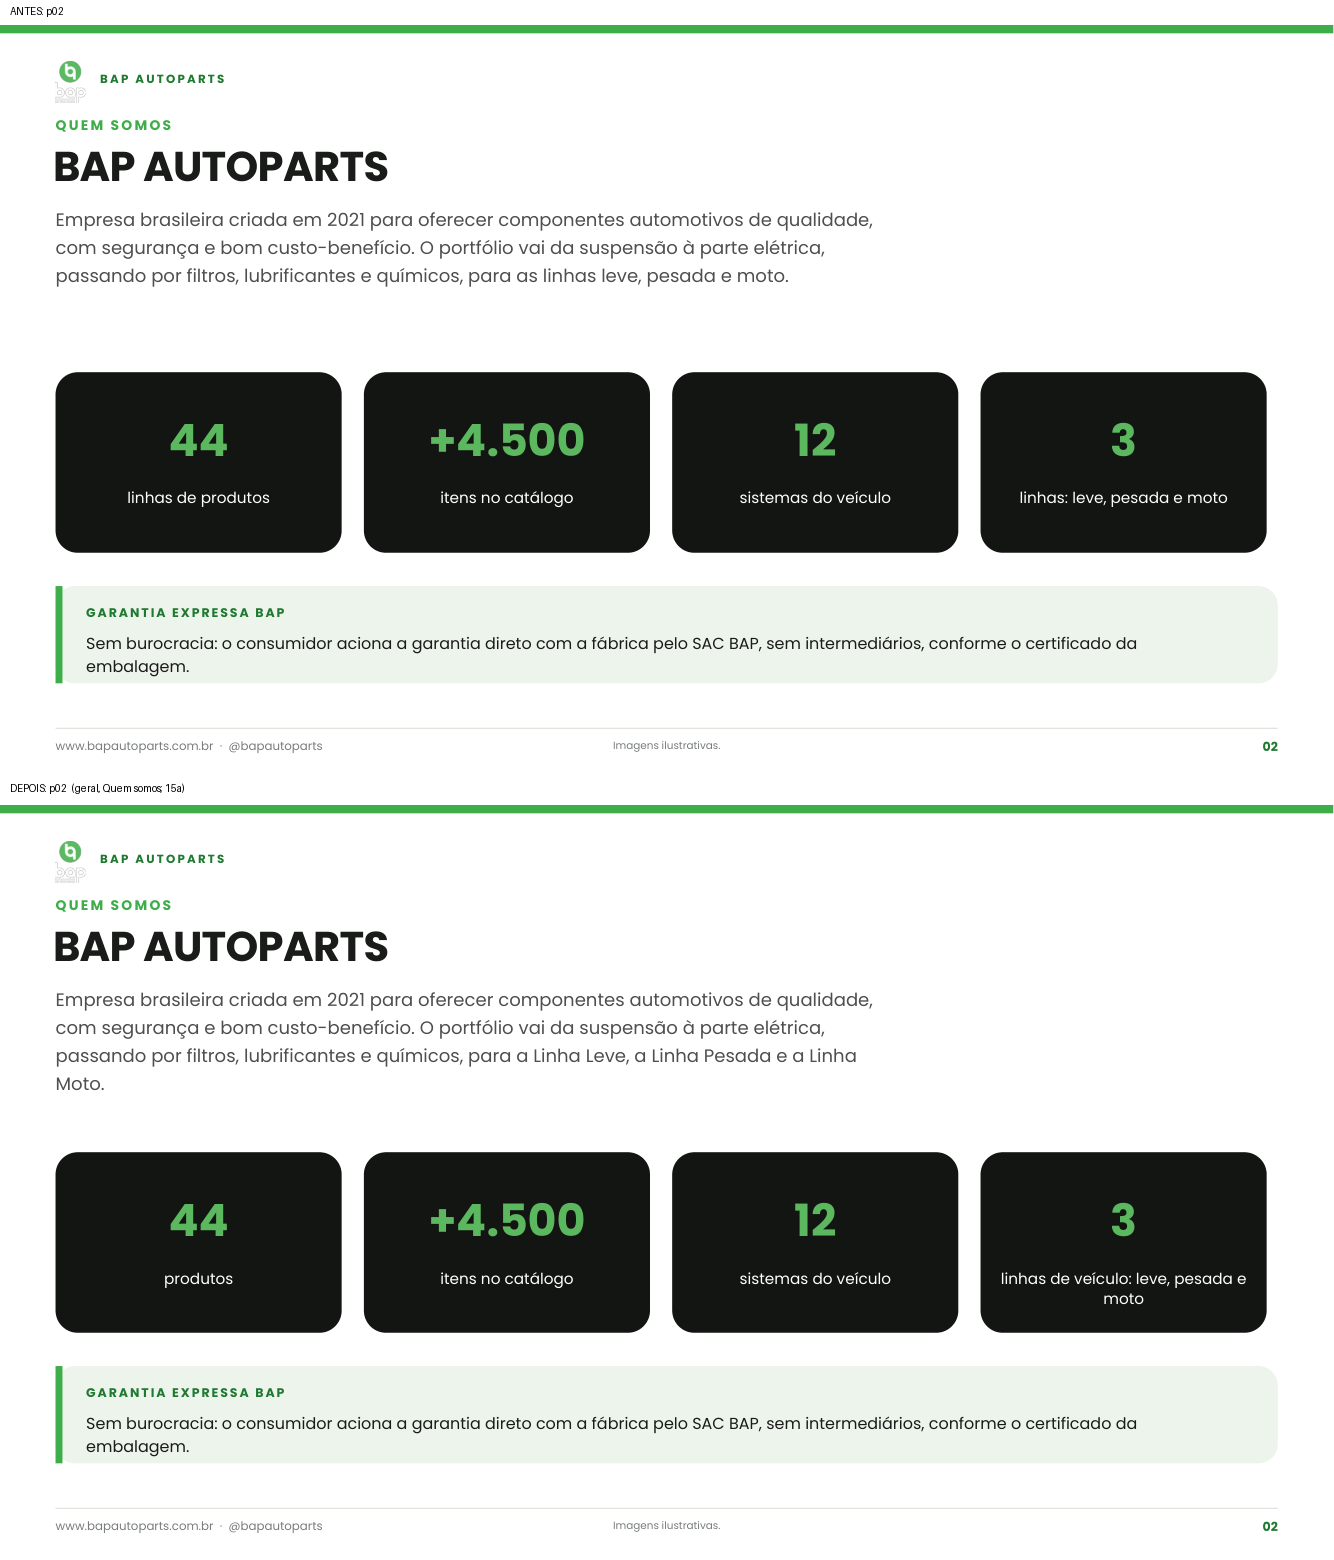 ANTES: p02
bap
BAP AUTOPARTS
QUEM SOMOS
BAP AUTOPARTS
Empresa brasileira criada em 2021 para oferecer componentes automotivos de qualidade,
com segurança e bom custo-benefício. O portfólio vai da suspensão à parte elétrica,
passando por filtros, lubrificantes e químicos, para as linhas leve, pesada e moto.
44
linhas de produtos
+4.500
itens no catálogo
12
sistemas do veículo
3
linhas: leve, pesada e moto
GARANTIA EXPRESSA BAP
Sem burocracia: o consumidor aciona a garantia direto com a fábrica pelo SAC BAP, sem intermediários, conforme o certificado da
embalagem.
www.bapautoparts.com.br · @bapautoparts
Imagens ilustrativas.
02
DEPOIS: p02 (geral, Quem somos; 15a)
bap
BAP AUTOPARTS
QUEM SOMOS
BAP AUTOPARTS
Empresa brasileira criada em 2021 para oferecer componentes automotivos de qualidade,
com segurança e bom custo-benefício. O portfólio vai da suspensão à parte elétrica,
passando por filtros, lubrificantes e químicos, para a Linha Leve, a Linha Pesada e a Linha
Moto.
44
produtos
+4.500
itens no catálogo
12
sistemas do veículo
3
linhas de veículo: leve, pesada e
moto
GARANTIA EXPRESSA BAP
Sem burocracia: o consumidor aciona a garantia direto com a fábrica pelo SAC BAP, sem intermediários, conforme o certificado da
embalagem.
www.bapautoparts.com.br · @bapautoparts
Imagens ilustrativas.
02